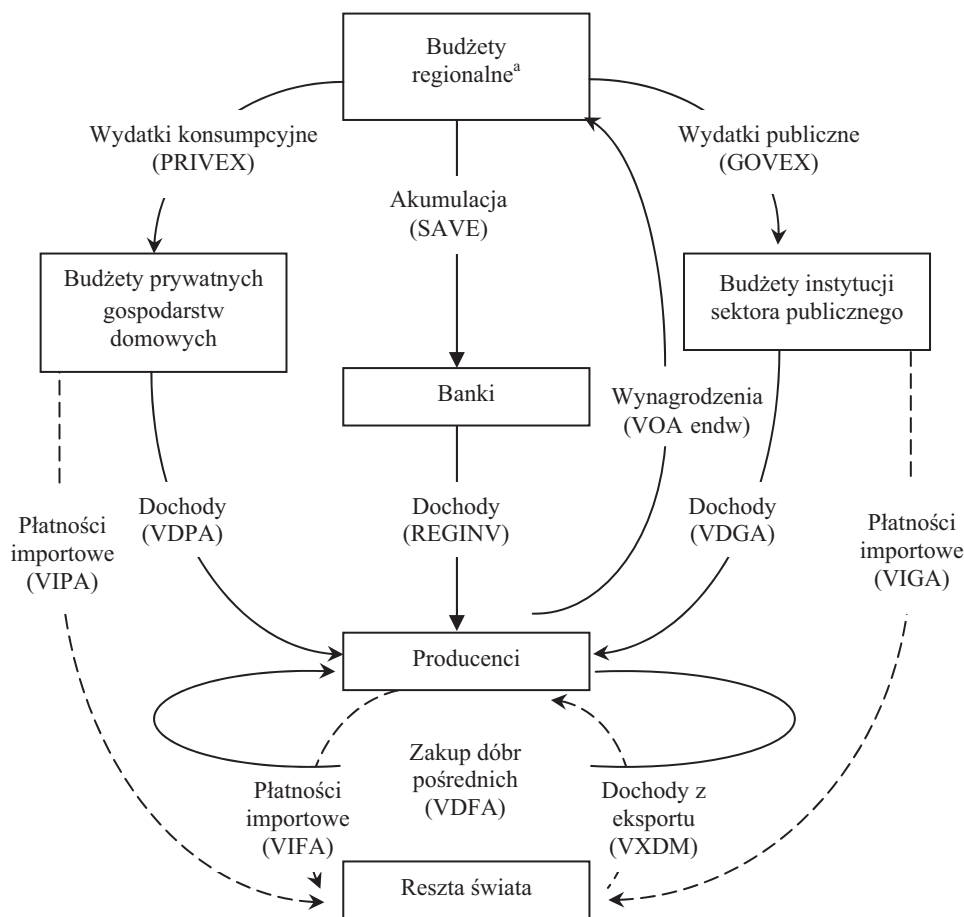 Budżety
regionalneᵃ
Wydatki konsumpcyjne
(PRIVEX)
Wydatki publiczne
(GOVEX)
Akumulacja
(SAVE)
Budżety prywatnych
gospodarstw
domowych
Budżety instytucji
sektora publicznego
Banki
Wynagrodzenia
(VOA endw)
Płatności
importowe
(VIPA)
Dochody
(VDPA)
Dochody
(REGINV)
Dochody
(VDGA)
Płatności
importowe
(VIGA)
Producenci
Zakup dóbr
pośrednich
(VDFA)
Płatności
importowe
(VIFA)
Dochody z
eksportu
(VXDM)
Reszta świata